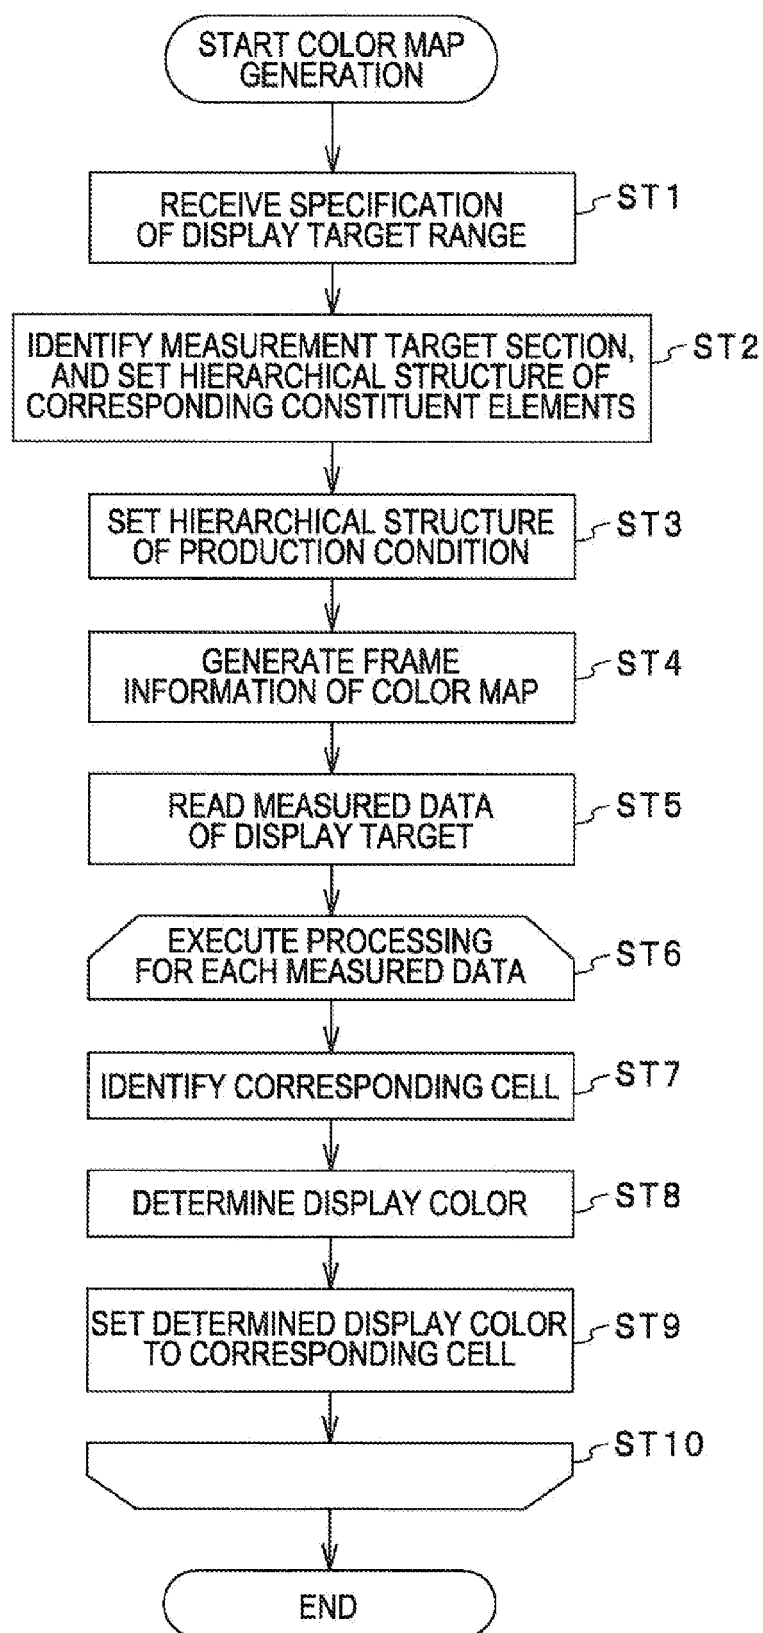 START COLOR MAP
GENERATION
RECEIVE SPECIFICATION
OF DISPLAY TARGET RANGE
ST1
IDENTIFY MEASUREMENT TARGET SECTION,
AND SET HIERARCHICAL STRUCTURE OF
CORRESPONDING CONSTITUENT ELEMENTS
ST2
SET HIERARCHICAL STRUCTURE
OF PRODUCTION CONDITION
ST3
GENERATE FRAME
INFORMATION OF COLOR MAP
ST4
READ MEASURED DATA
OF DISPLAY TARGET
ST5
EXECUTE PROCESSING
FOR EACH MEASURED DATA
ST6
IDENTIFY CORRESPONDING CELL
ST7
DETERMINE DISPLAY COLOR
ST8
SET DETERMINED DISPLAY COLOR
TO CORRESPONDING CELL
ST9
ST10
END